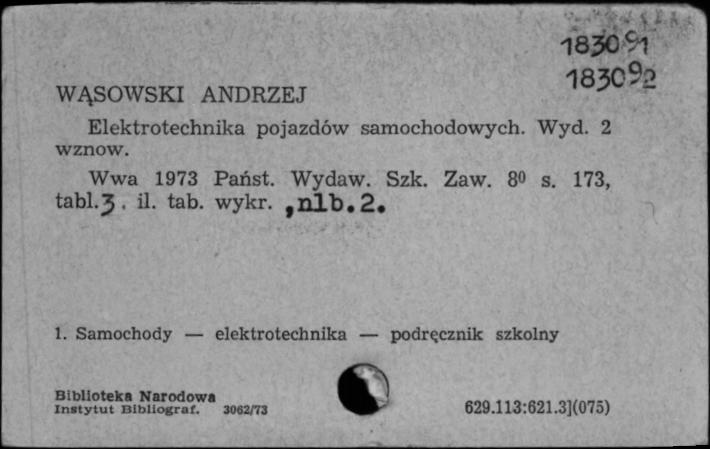 183091
183092
WĄSOWSKI ANDRZEJ
Elektrotechnika pojazdów samochodowych. Wyd. 2
wznow.
Wwa 1973 Państ. Wydaw. Szk. Zaw. 8⁰ s. 173,
tabl. 3. il. tab. wykr. , nlb. 2.
1. Samochody — elektrotechnika — podręcznik szkolny
Biblioteka Narodowa
Instytut Bibliograf. 3062/73
629.113:621.3](075)